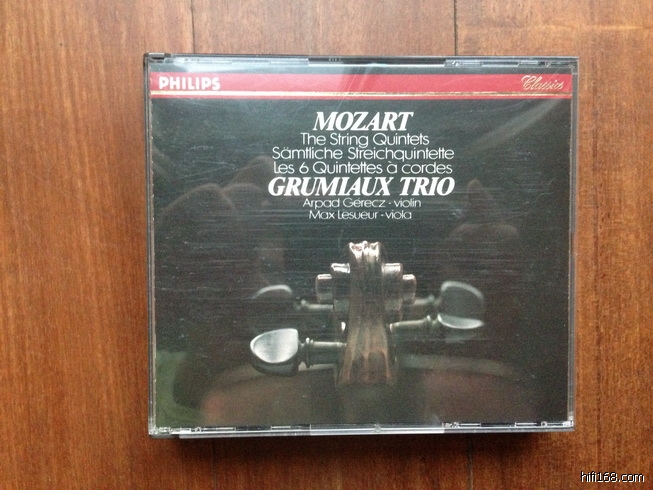 PHILIPS
Classics
MOZART
The String Quintets
Sämtliche Streichquintette
Les 6 Quintettes à cordes
GRUMIAUX TRIO
Arpad Gérecz - violin
Max Lesueur - viola
hifi168.com